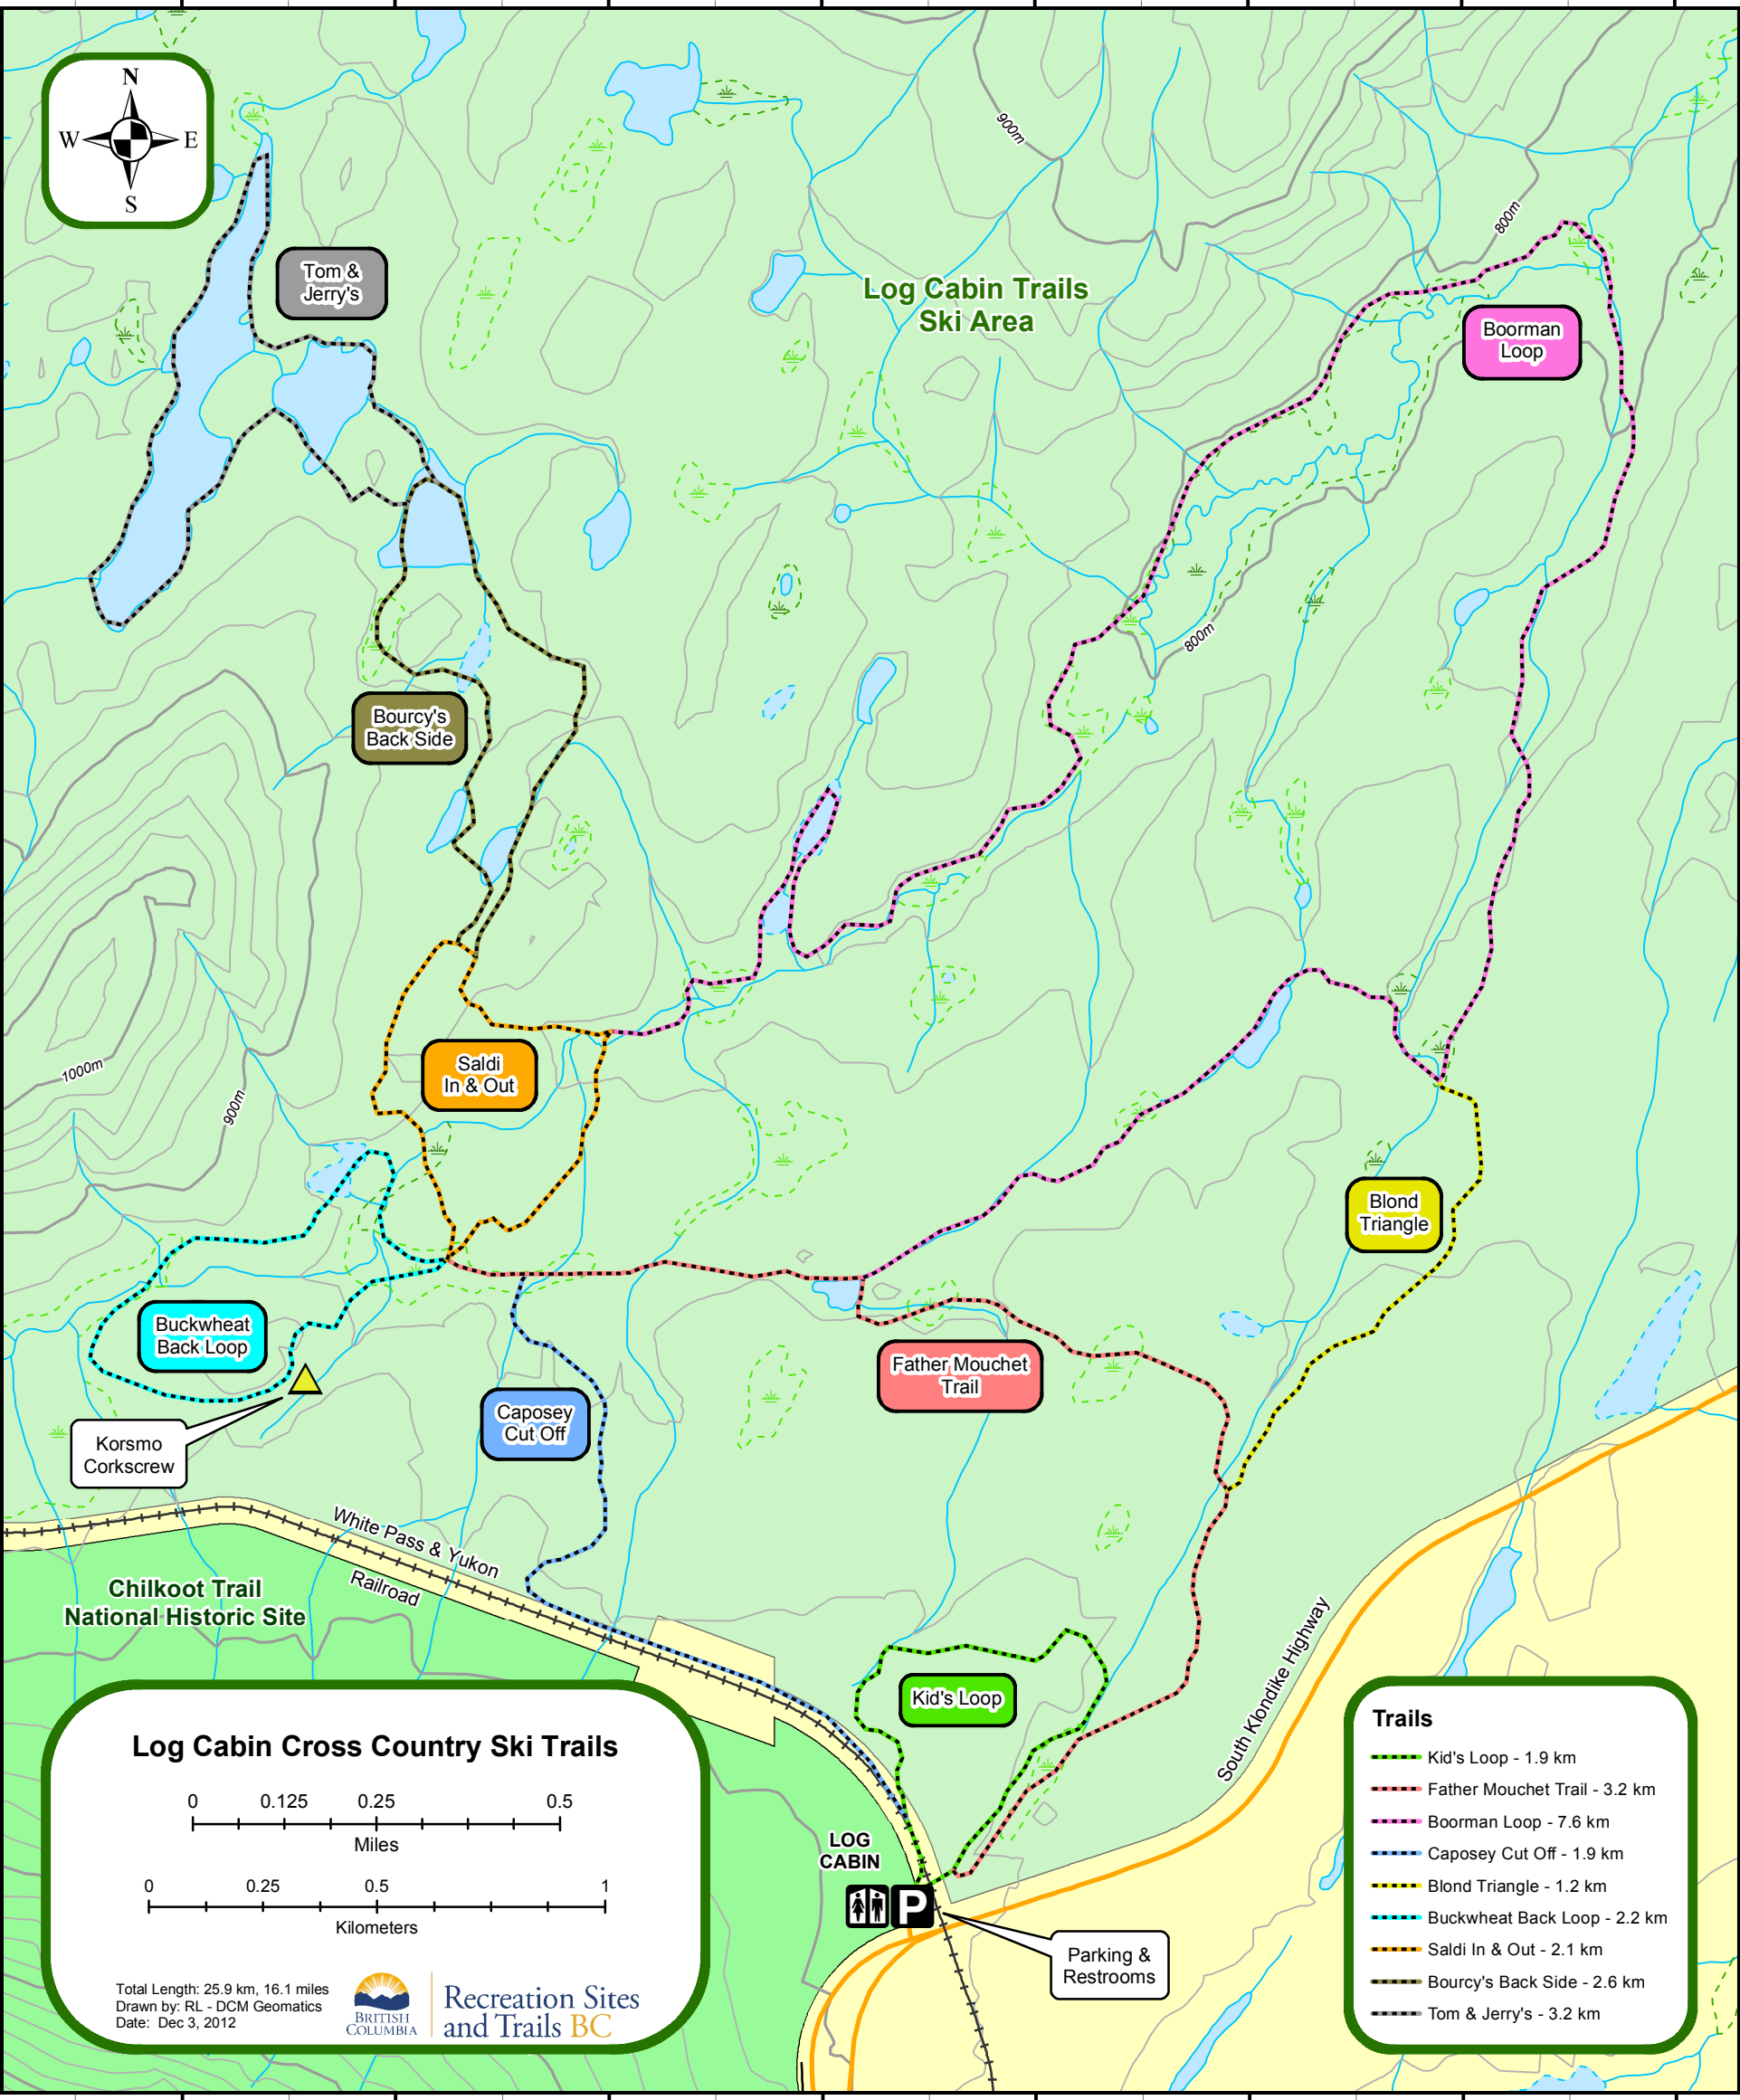 N
W E
S
900m
800m
Tom &
Jerry's
Log Cabin Trails
Ski Area
Boorman
Loop
800m
Bourcy's
Back Side
1000m
900m
Saldi
In & Out
Blond
Triangle
Buckwheat
Back Loop
Father Mouchet
Trail
Caposey
Cut Off
Korsmo
Corkscrew
White Pass & Yukon
Railroad
Chilkoot Trail
National Historic Site
South Klondike Highway
Kid's Loop
LOG
CABIN
P
Parking &
Restrooms
Log Cabin Cross Country Ski Trails
0 0.125 0.25 0.5
Miles
0 0.25 0.5 1
Kilometers
Total Length: 25.9 km, 16.1 miles
Drawn by: RL - DCM Geomatics
Date: Dec 3, 2012
BRITISH
COLUMBIA
Recreation Sites
and Trails BC
Trails
Kid's Loop - 1.9 km
Father Mouchet Trail - 3.2 km
Boorman Loop - 7.6 km
Caposey Cut Off - 1.9 km
Blond Triangle - 1.2 km
Buckwheat Back Loop - 2.2 km
Saldi In & Out - 2.1 km
Bourcy's Back Side - 2.6 km
Tom & Jerry's - 3.2 km